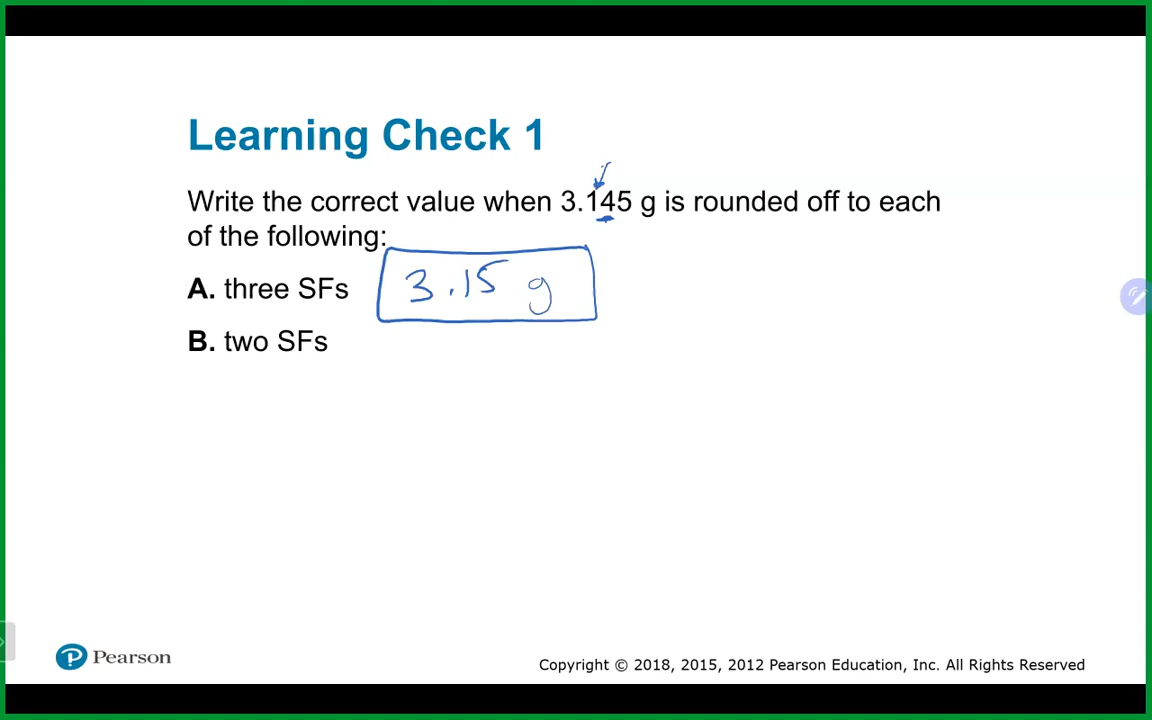 Learning Check 1
Write the correct value when 3.145 g is rounded off to each
of the following:
A. three SFs 3.15 g
B. two SFs
Pearson
Copyright © 2018, 2015, 2012 Pearson Education, Inc. All Rights Reserved